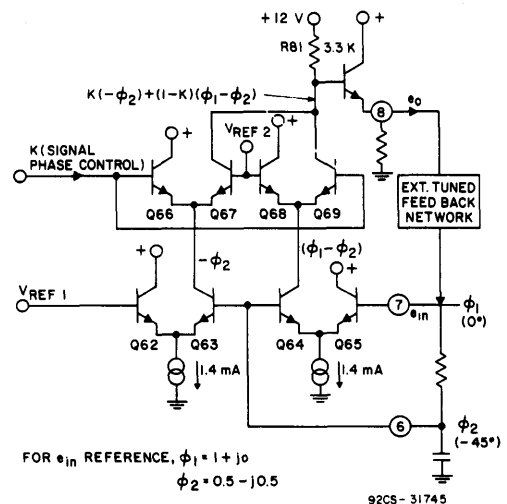 +12 V
+
R81
3.3 K
K(-ϕ2)+(1-K)(ϕ1-ϕ2)
8
eo
K(SIGNAL
PHASE CONTROL)
+
VREF 2
+
EXT. TUNED
FEED BACK
NETWORK
Q66
Q67
Q68
Q69
-ϕ2
(ϕ1-ϕ2)
+
+
VREF 1
7
ein
ϕ1
(0°)
Q62
Q63
Q64
Q65
1.4 mA
1.4 mA
6
ϕ2
(-45°)
FOR ein REFERENCE, ϕ1 = 1 + jo
ϕ2 = 0.5 - j0.5
92CS-31745